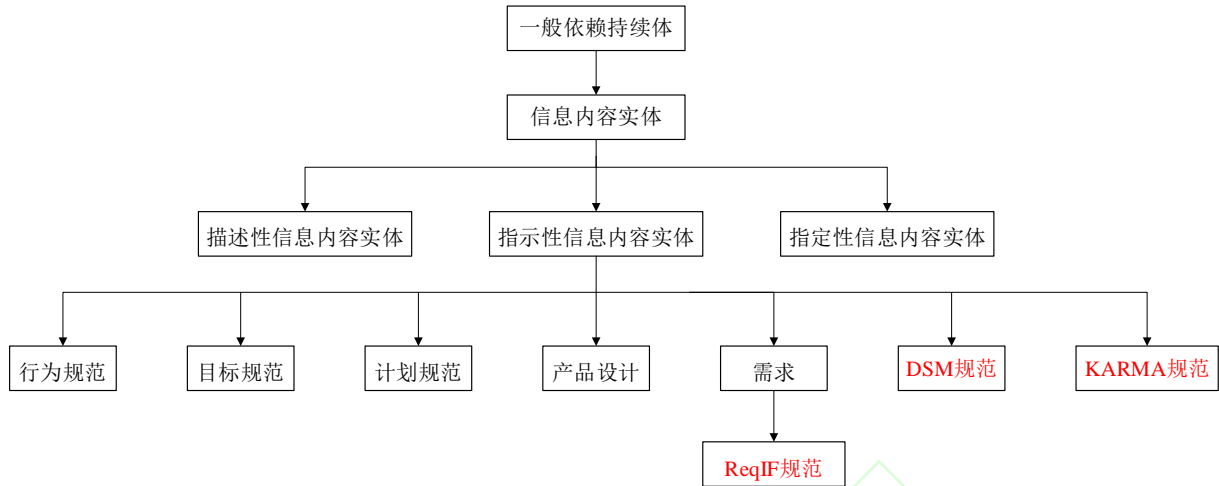 一般依赖持续体
信息内容实体
描述性信息内容实体
指示性信息内容实体
指定性信息内容实体
行为规范
目标规范
计划规范
产品设计
需求
DSM规范
KARMA规范
ReqIF规范